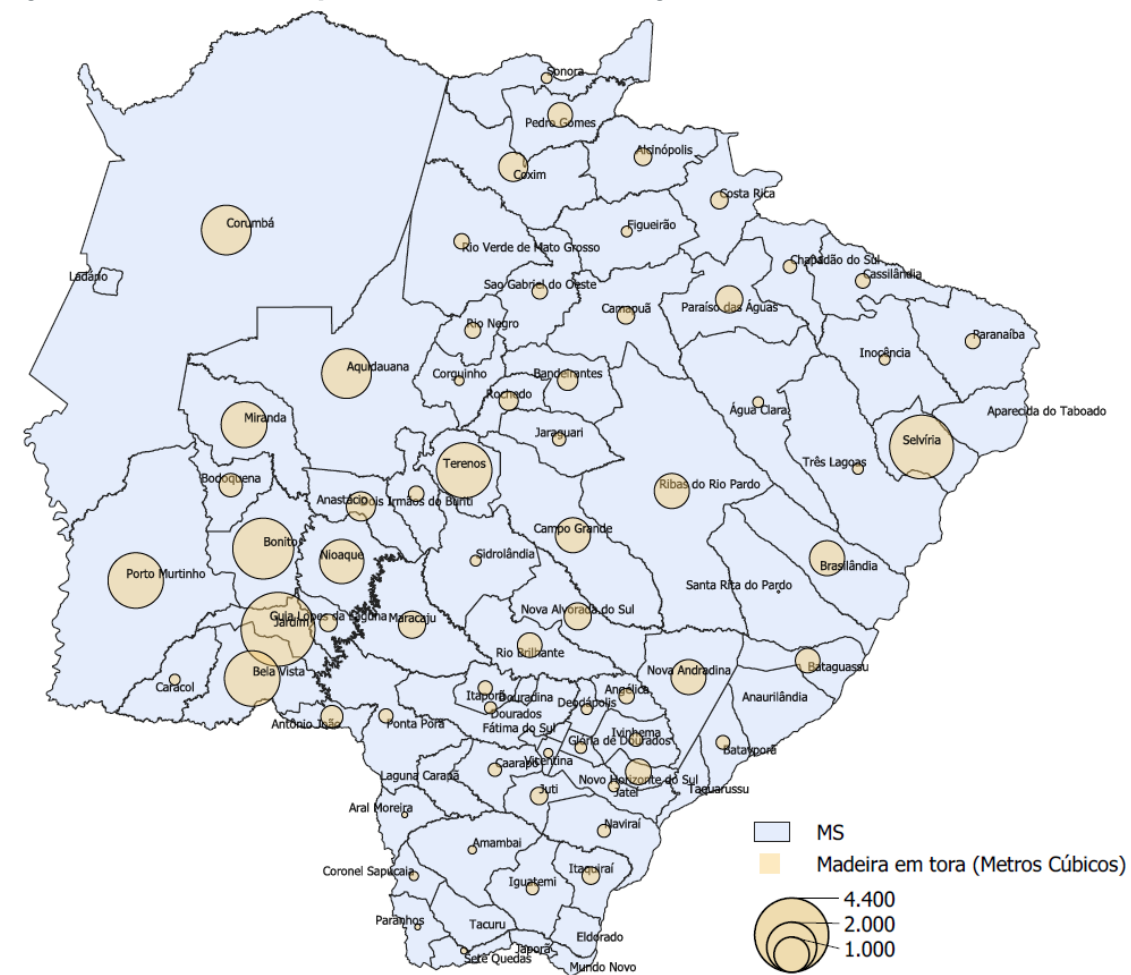 Sonora
Pedro Gomes
Alcinópolis
Coxim
Costa Rica
Corumbá
Figueirão
Rio Verde de Mato Grosso
Chapadão do Sul
Cassilândia
Ladário
Sao Gabriel do Oeste
Camapuã
Paraíso das Águas
Rio Negro
Paranaíba
Inocência
Aquidauana
Corguinho
Bandeirantes
Rochedo
Água Clara
Aparecida do Taboado
Miranda
Jaraguari
Selvíria
Terenos
Três Lagoas
Bodoquena
Ribas do Rio Pardo
Anastácio
Dois Irmãos do Buriti
Campo Grande
Bonito
Nioaque
Sidrolândia
Brasilândia
Porto Murtinho
Santa Rita do Pardo
Nova Alvorada do Sul
Guia Lopes da Laguna
Maracaju
Jardim
Rio Brilhante
Bela Vista
Nova Andradina
Bataguassu
Caracol
Itaporã
Douradina
Angélica
Deodápolis
Anaurilândia
Dourados
Antônio João
Ponta Porã
Fátima do Sul
Ivinhema
Glória de Dourados
Batayporã
Vicentina
Caarapó
Laguna Carapã
Novo Horizonte do Sul
Juti
Jateí
Taquarussu
Aral Moreira
Naviraí
Amambai
Coronel Sapucaia
Itaquiraí
Iguatemi
Paranhos
Tacuru
Eldorado
Japorã
Sete Quedas
Mundo Novo
MS
Madeira em tora (Metros Cúbicos)
4.400
2.000
1.000